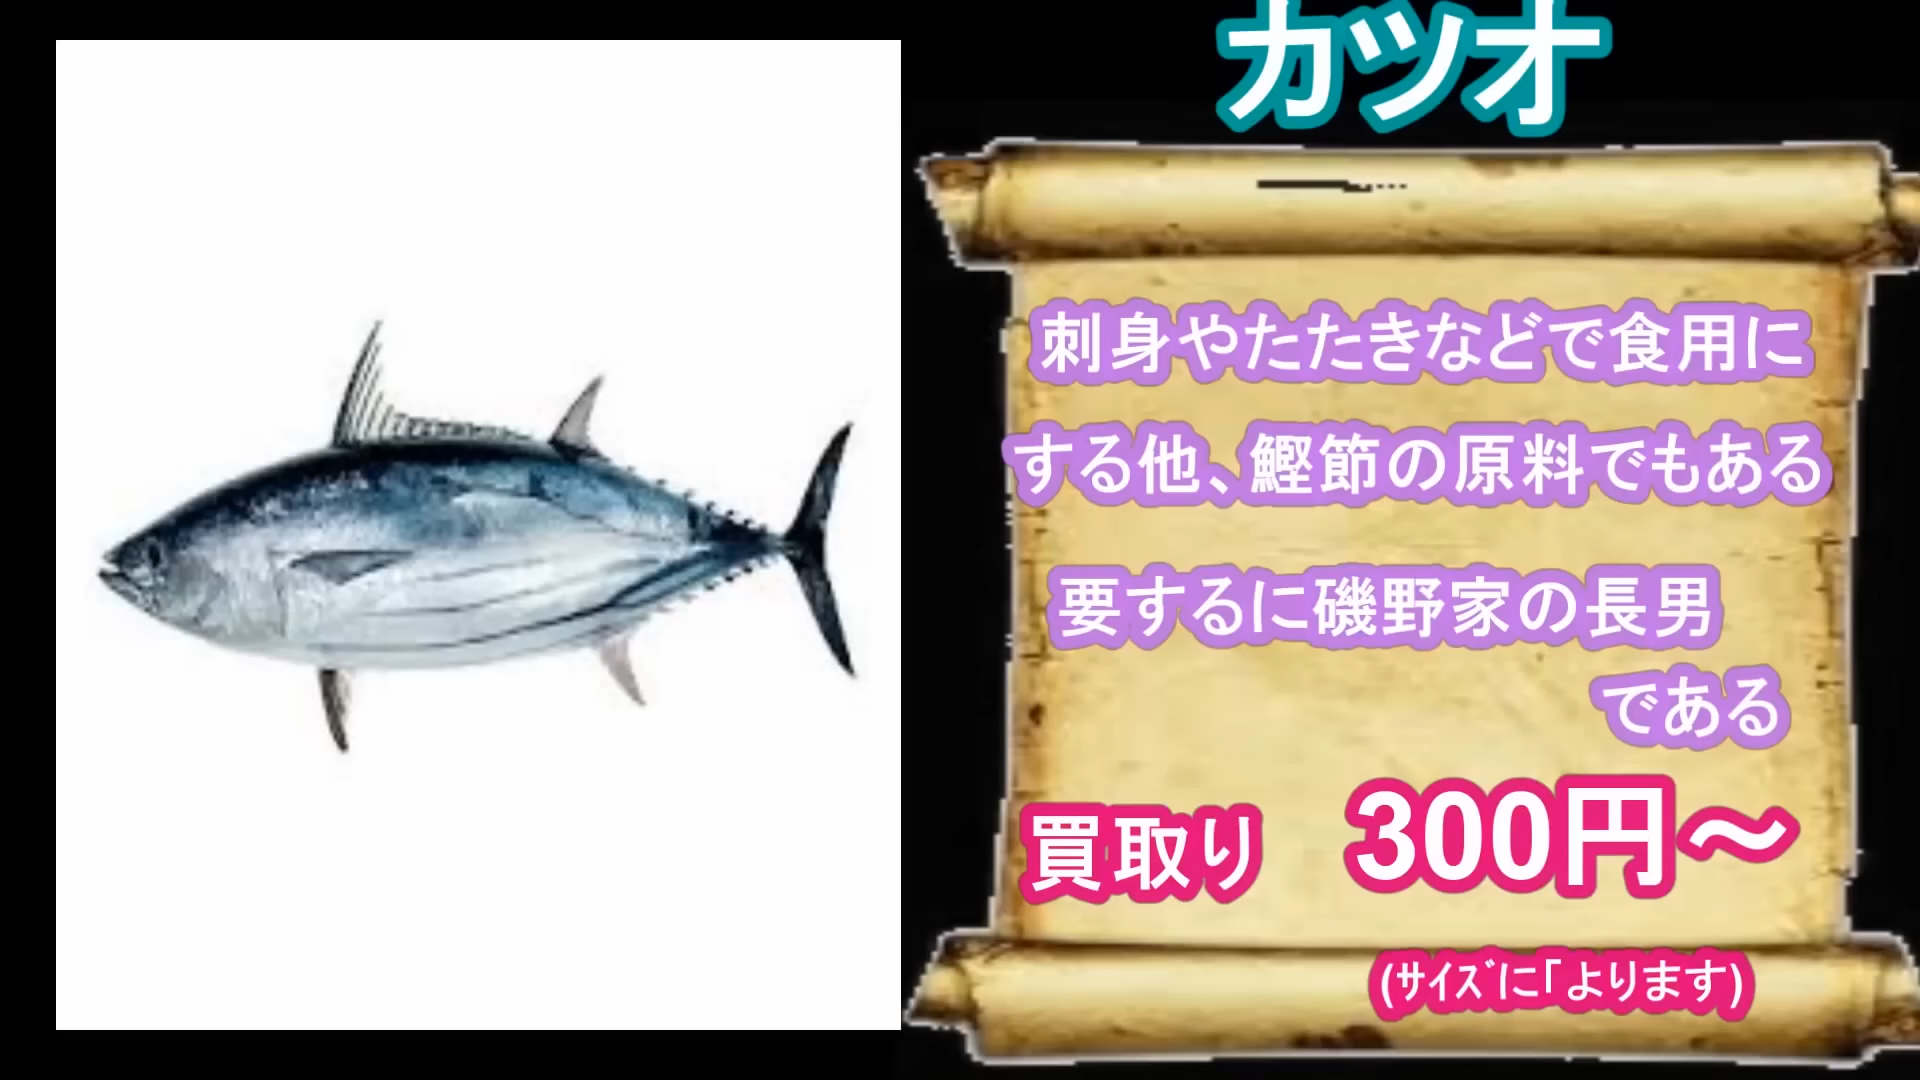 カツオ
刺身やたたきなどで食用に
する他、鰹節の原料でもある
要するに磯野家の長男
である
買取り 300円～
(ｻｲｽﾞに｢よります)